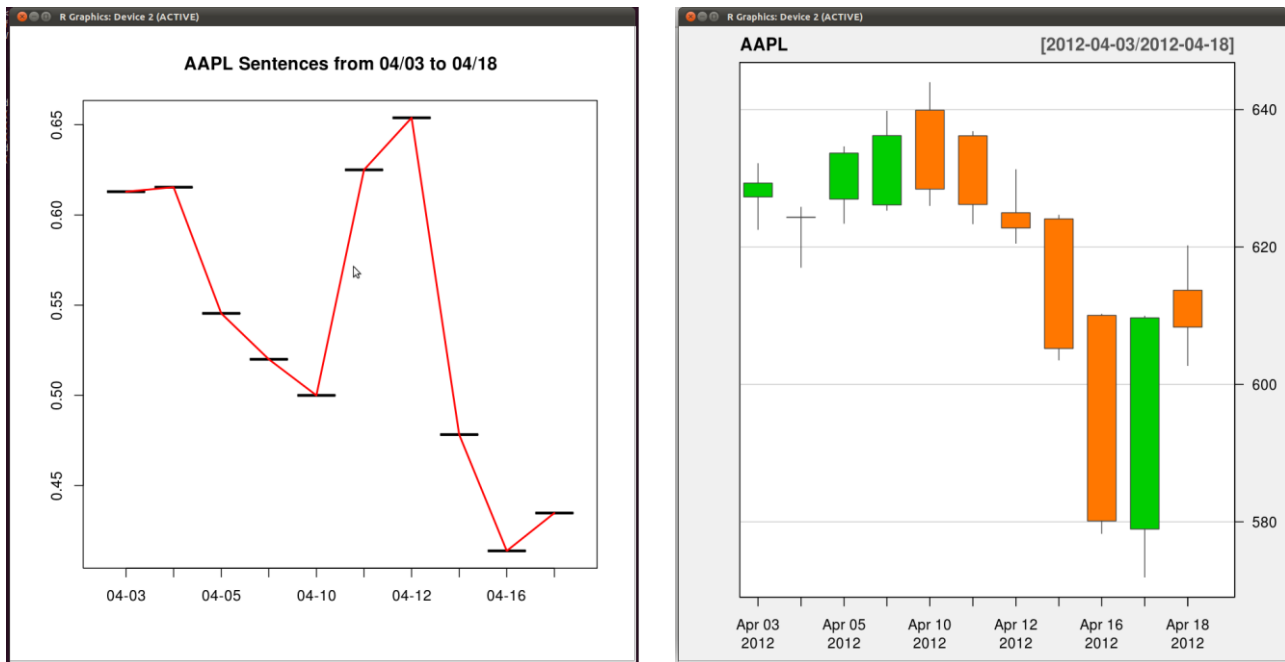 R Graphics: Device 2 (ACTIVE)
AAPL Sentences from 04/03 to 04/18
0.65
0.60
0.55
0.50
0.45
04-03 04-05 04-10 04-12 04-16
R Graphics: Device 2 (ACTIVE)
AAPL [2012-04-03/2012-04-18]
640
620
600
580
Apr 03 Apr 05 Apr 10 Apr 12 Apr 16 Apr 18
2012 2012 2012 2012 2012 2012